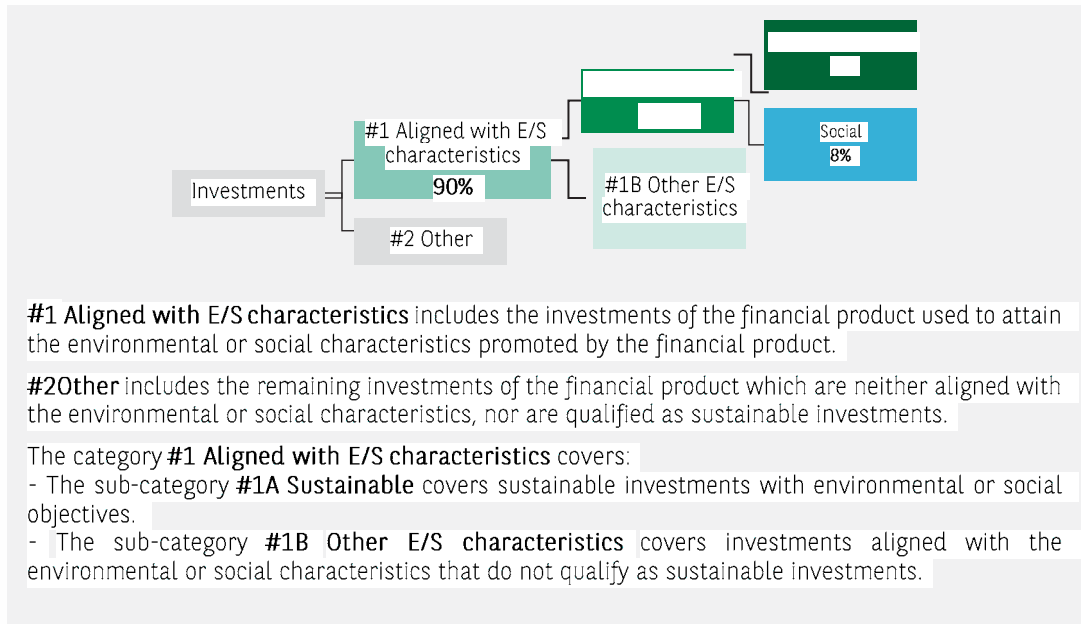 Investments
#1 Aligned with E/S
characteristics
90%
#2 Other
#1B Other E/S
characteristics
Social
8%
#1 Aligned with E/S characteristics includes the investments of the financial product used to attain
the environmental or social characteristics promoted by the financial product.
#2Other includes the remaining investments of the financial product which are neither aligned with
the environmental or social characteristics, nor are qualified as sustainable investments.
The category #1 Aligned with E/S characteristics covers:
- The sub-category #1A Sustainable covers sustainable investments with environmental or social
objectives.
- The sub-category #1B Other E/S characteristics covers investments aligned with the
environmental or social characteristics that do not qualify as sustainable investments.